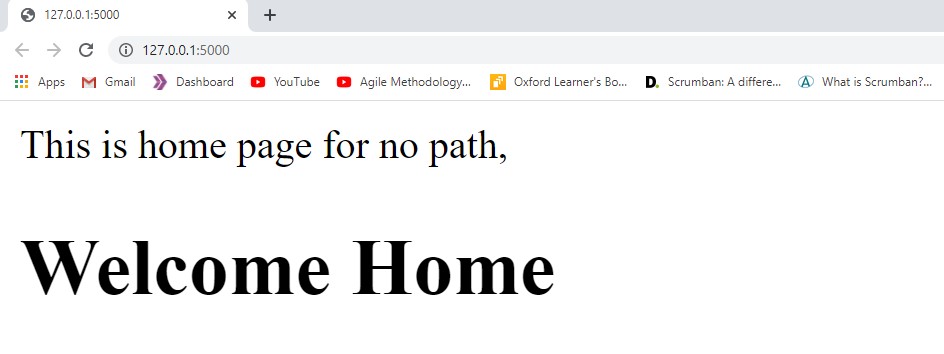 127.0.0.1:5000
127.0.0.1:5000
Apps Gmail Dashboard YouTube Agile Methodology... Oxford Learner's Bo... Scrumban: A differe... What is Scrumban?...
This is home page for no path,
Welcome Home